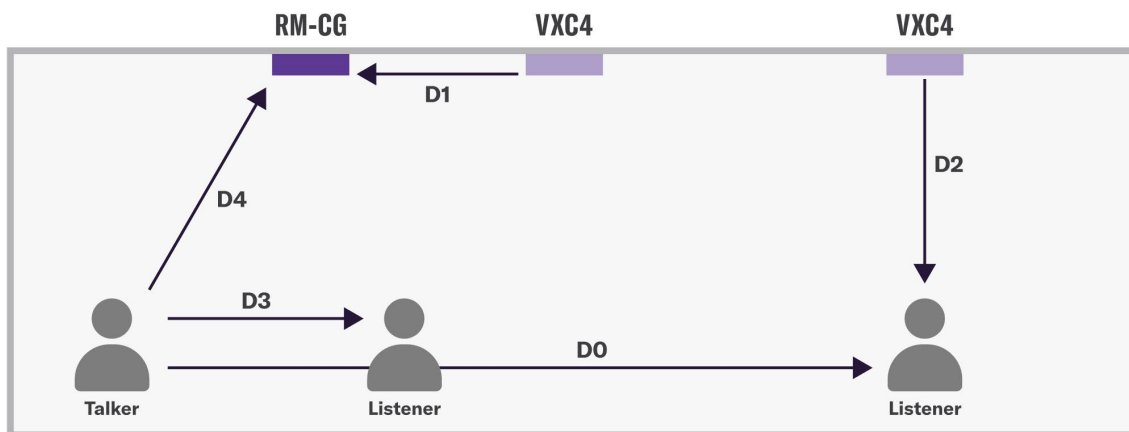 RM-CG VXC4 VXC4
D1
D2
D4
D3
D0
Talker Listener Listener